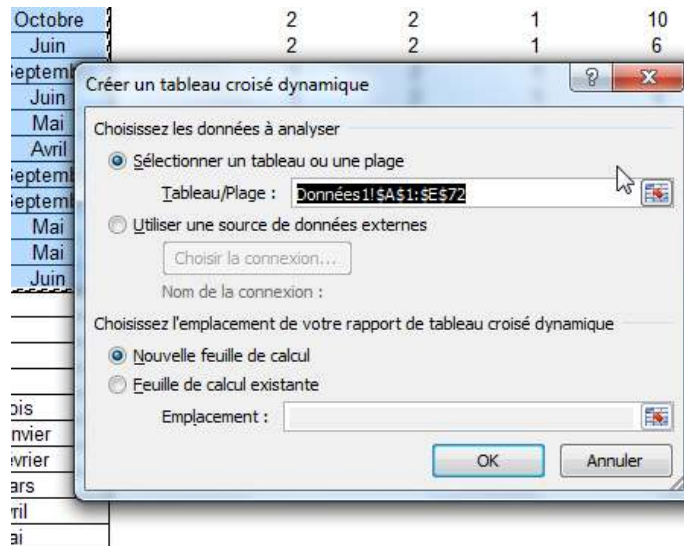 Octobre 2 2 1 10
Juin 2 2 1 6
Juin
Mai
Avril
Mai
Mai
Juin
Créer un tableau croisé dynamique
Choisissez les données à analyser
Sélectionner un tableau ou une plage
Tableau/Plage : Données1!$A$1:$E$72
Utiliser une source de données externes
Choisir la connexion...
Nom de la connexion :
Choisissez l'emplacement de votre rapport de tableau croisé dynamique
Nouvelle feuille de calcul
Feuille de calcul existante
Emplacement :
OK Annuler